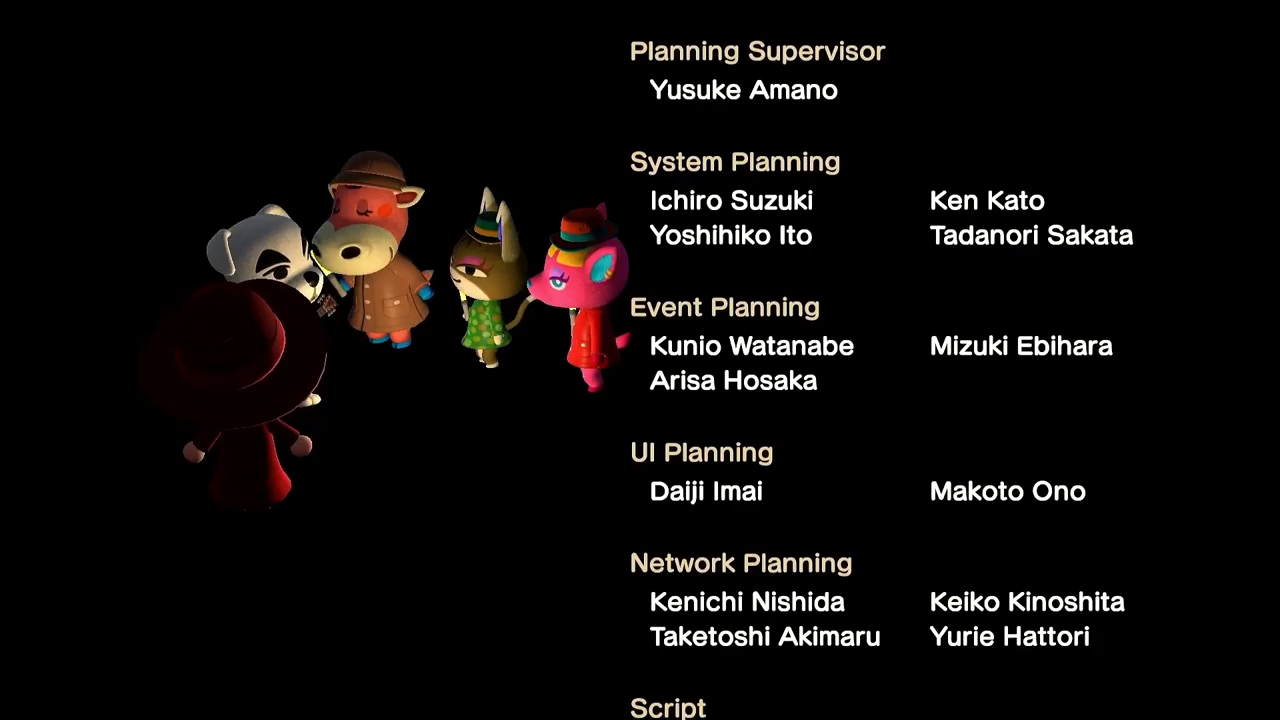 Planning Supervisor
Yusuke Amano
System Planning
Ichiro Suzuki Ken Kato
Yoshihiko Ito Tadanori Sakata
Event Planning
Kunio Watanabe Mizuki Ebihara
Arisa Hosaka
UI Planning
Daiji Imai Makoto Ono
Network Planning
Kenichi Nishida Keiko Kinoshita
Taketoshi Akimaru Yurie Hattori
Script